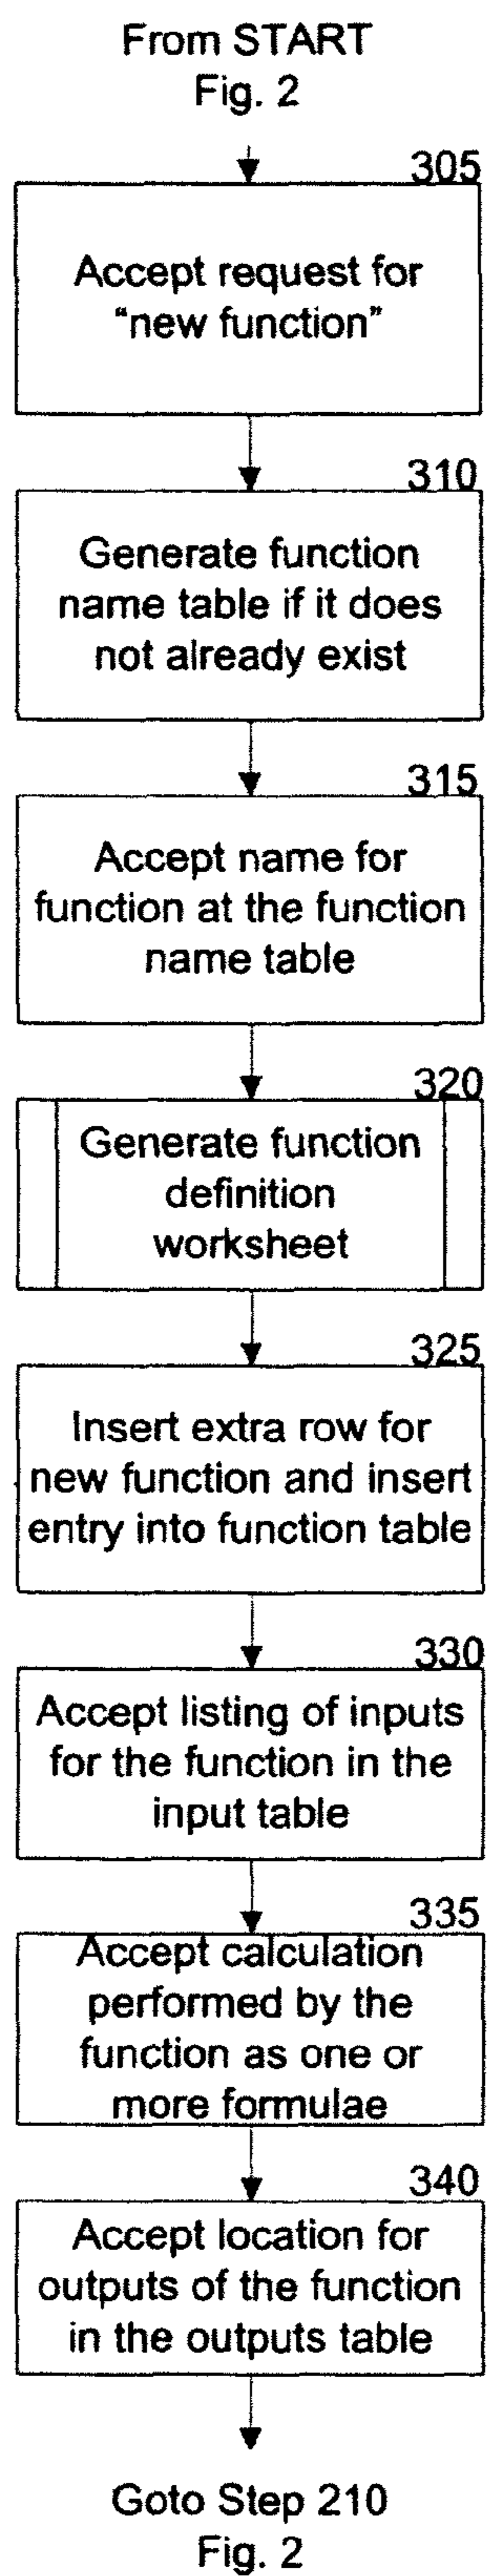 From START
Fig. 2
305
Accept request for
“new function”
310
Generate function
name table if it does
not already exist
315
Accept name for
function at the function
name table
320
Generate function
definition
worksheet
325
Insert extra row for
new function and insert
entry into function table
330
Accept listing of inputs
for the function in the
input table
335
Accept calculation
performed by the
function as one or
more formulae
340
Accept location for
outputs of the function
in the outputs table
Goto Step 210
Fig. 2